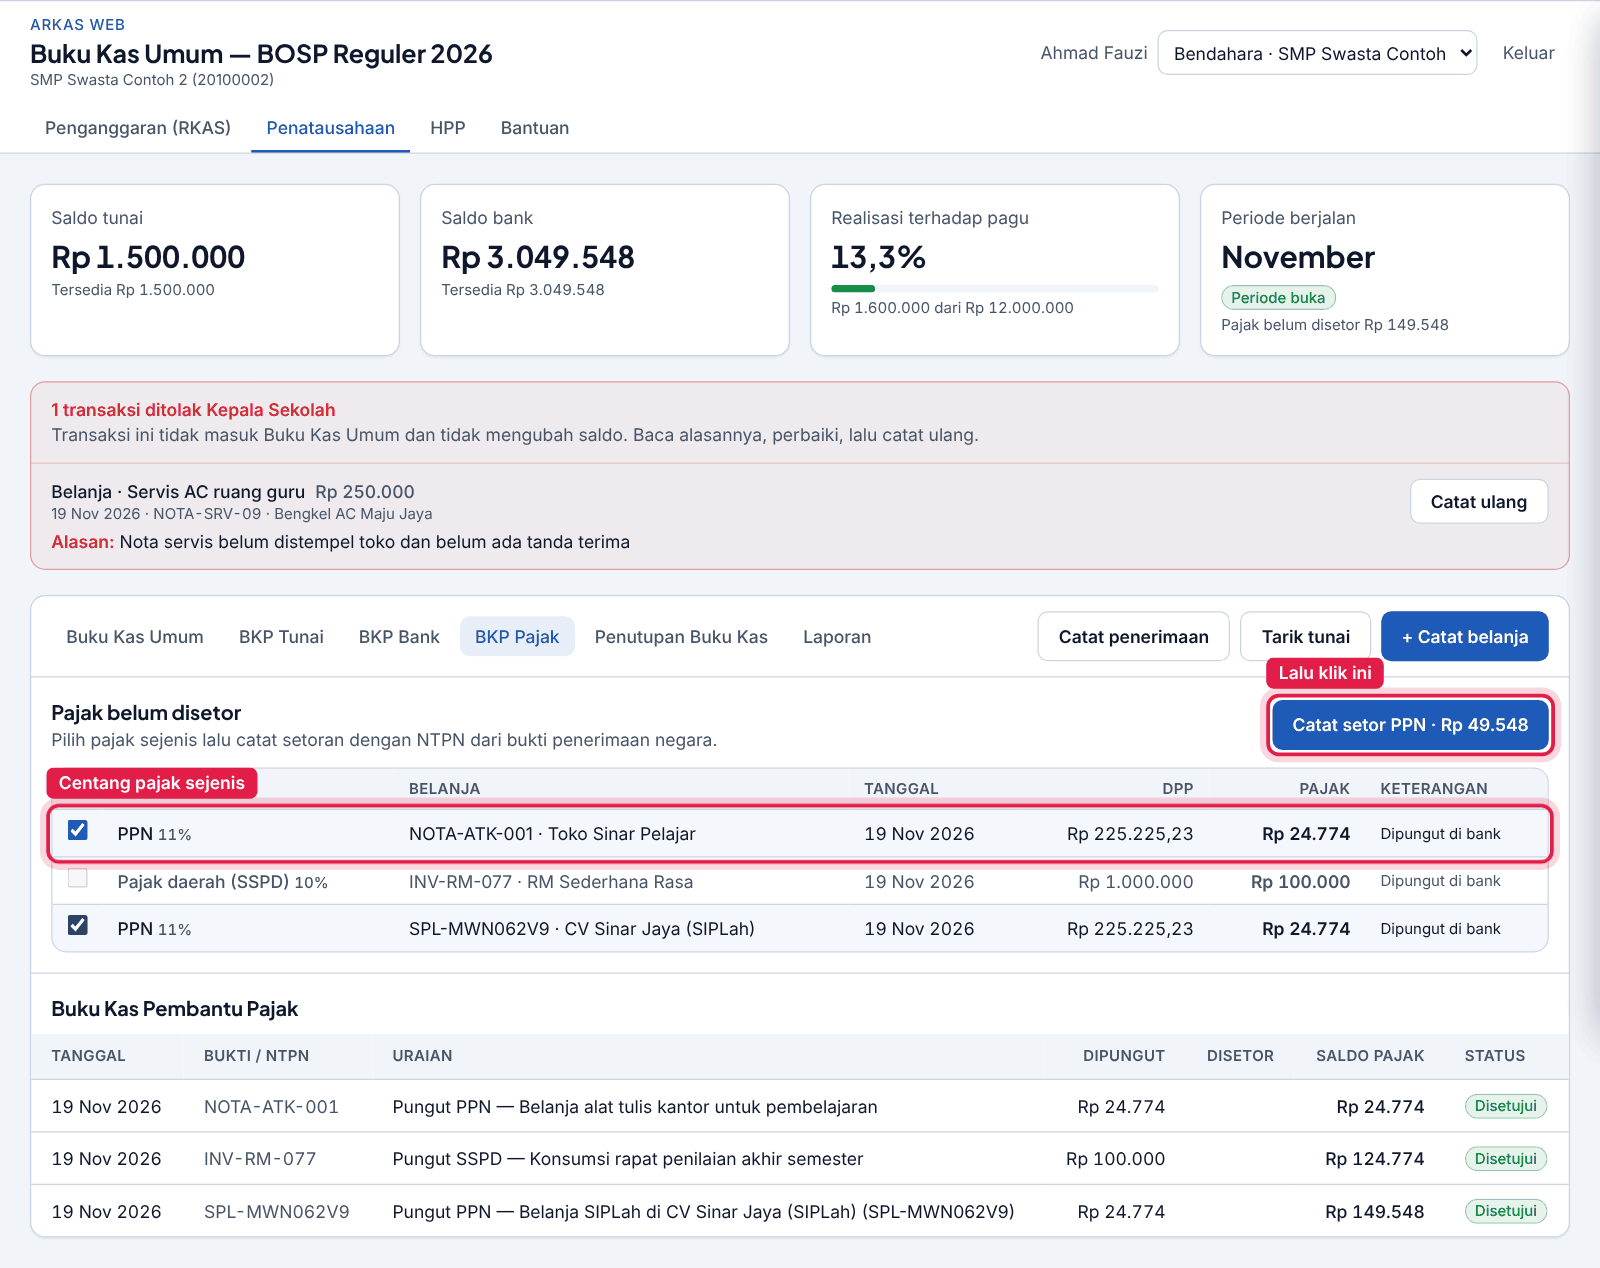 ARKAS WEB
Buku Kas Umum — BOSP Reguler 2026
SMP Swasta Contoh 2 (20100002)
Ahmad Fauzi
Bendahara · SMP Swasta Contoh
Keluar
Penganggaran (RKAS) Penatausahaan HPP Bantuan
Saldo tunai
Rp 1.500.000
Tersedia Rp 1.500.000
Saldo bank
Rp 3.049.548
Tersedia Rp 3.049.548
Realisasi terhadap pagu
13,3%
Rp 1.600.000 dari Rp 12.000.000
Periode berjalan
November
Periode buka
Pajak belum disetor Rp 149.548
1 transaksi ditolak Kepala Sekolah
Transaksi ini tidak masuk Buku Kas Umum dan tidak mengubah saldo. Baca alasannya, perbaiki, lalu catat ulang.
Belanja · Servis AC ruang guru Rp 250.000
19 Nov 2026 · NOTA-SRV-09 · Bengkel AC Maju Jaya
Alasan: Nota servis belum distempel toko dan belum ada tanda terima
Catat ulang
Buku Kas Umum BKP Tunai BKP Bank BKP Pajak Penutupan Buku Kas Laporan
Catat penerimaan Tarik tunai + Catat belanja
Lalu klik ini
Pajak belum disetor
Pilih pajak sejenis lalu catat setoran dengan NTPN dari bukti penerimaan negara.
Catat setor PPN · Rp 49.548
Centang pajak sejenis
BELANJA TANGGAL DPP PAJAK KETERANGAN
PPN 11% NOTA-ATK-001 · Toko Sinar Pelajar 19 Nov 2026 Rp 225.225,23 Rp 24.774 Dipungut di bank
Pajak daerah (SSPD) 10% INV-RM-077 · RM Sederhana Rasa 19 Nov 2026 Rp 1.000.000 Rp 100.000 Dipungut di bank
PPN 11% SPL-MWN062V9 · CV Sinar Jaya (SIPLah) 19 Nov 2026 Rp 225.225,23 Rp 24.774 Dipungut di bank
Buku Kas Pembantu Pajak
TANGGAL BUKTI / NTPN URAIAN DIPUNGUT DISETOR SALDO PAJAK STATUS
19 Nov 2026 NOTA-ATK-001 Pungut PPN — Belanja alat tulis kantor untuk pembelajaran Rp 24.774 Rp 24.774 Disetujui
19 Nov 2026 INV-RM-077 Pungut SSPD — Konsumsi rapat penilaian akhir semester Rp 100.000 Rp 124.774 Disetujui
19 Nov 2026 SPL-MWN062V9 Pungut PPN — Belanja SIPLah di CV Sinar Jaya (SIPLah) (SPL-MWN062V9) Rp 24.774 Rp 149.548 Disetujui